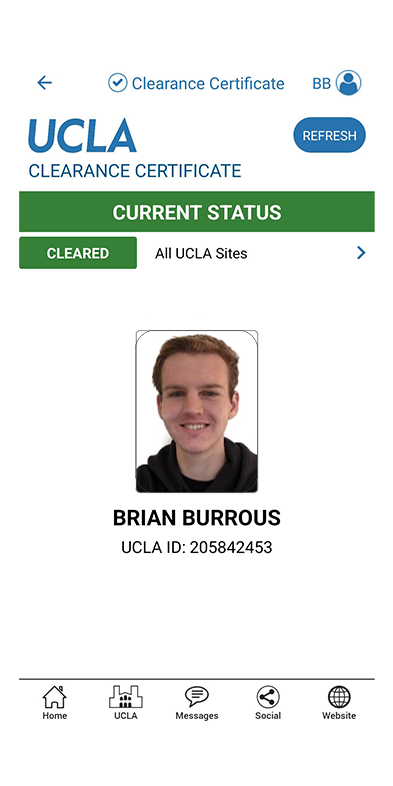 Clearance Certificate BB
UCLA
REFRESH
CLEARANCE CERTIFICATE
CURRENT STATUS
CLEARED All UCLA Sites
BRIAN BURROUS
UCLA ID: 205842453
Home UCLA Messages Social Website